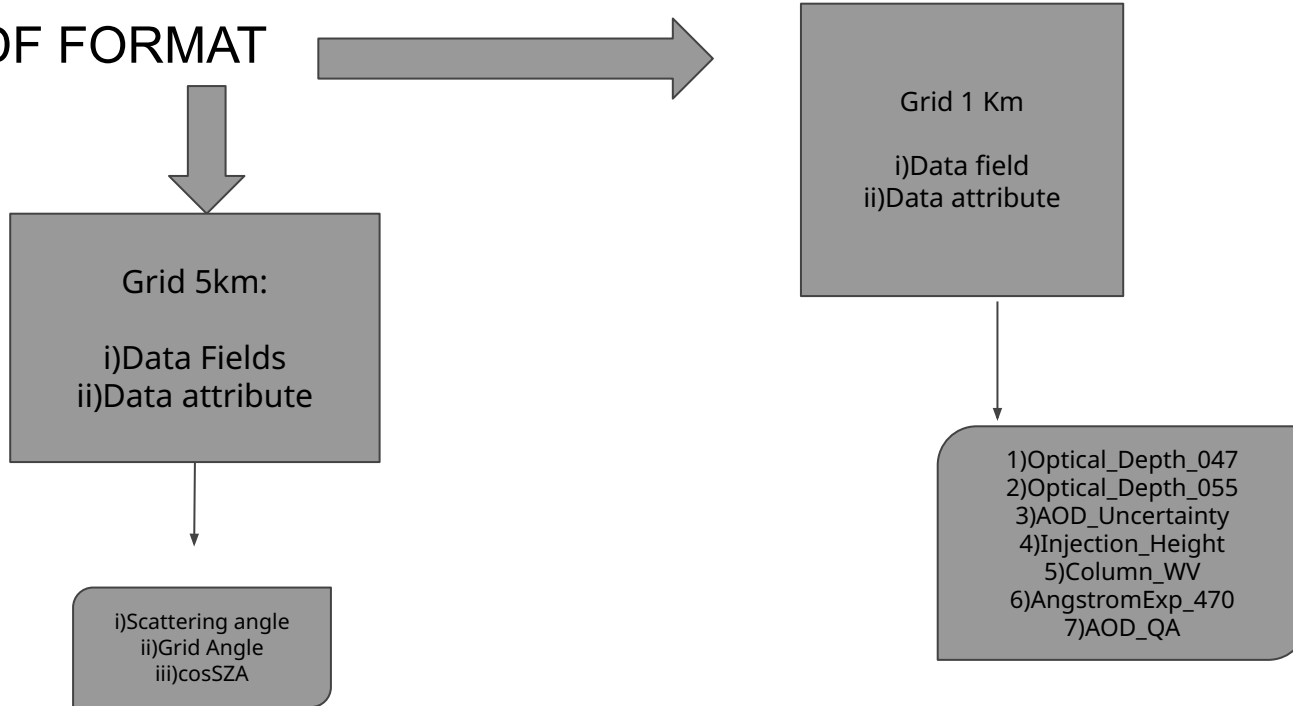 DF FORMAT
Grid 1 Km
i)Data field
ii)Data attribute
Grid 5km:
i)Data Fields
ii)Data attribute
1)Optical_Depth_047
2)Optical_Depth_055
3)AOD_Uncertainty
4)Injection_Height
5)Column_WV
6)AngstromExp_470
7)AOD_QA
i)Scattering angle
ii)Grid Angle
iii)cosSZA